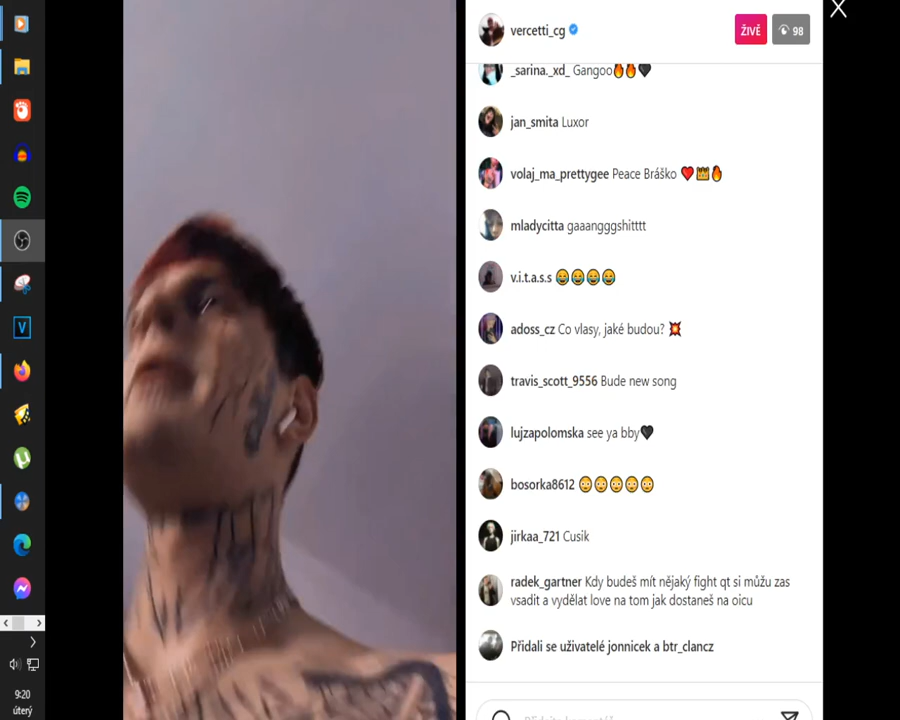 vercetti_cg
ŽIVĚ
98
_sarina._xd_ Gangoo🔥🔥🖤
jan_smita Luxor
volaj_ma_prettygee Peace Bráško ❤️👑🔥
mladycitta gaaangggshitttt
v.i.t.a.s.s 😂😂😂😂
adoss_cz Co vlasy, jaké budou? 💥
travis_scott_9556 Bude new song
lujzapolomska see ya bby🖤
bosorka8612 😳😳😳😳😳
jirkaa_721 Cusik
radek_gartner Kdy budeš mít nějaký fight qt si můžu zas
vsadit a vydělat love na tom jak dostaneš na oicu
Přidali se uživatelé jonnicek a btr_clancz
9:20
úterý